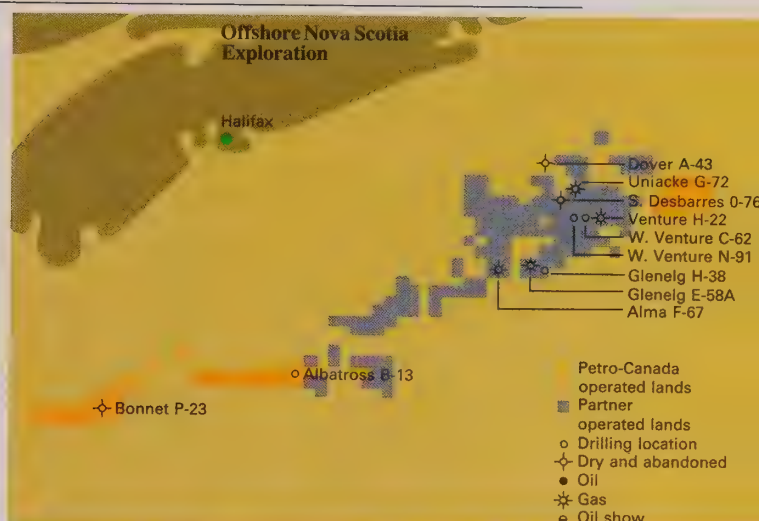 Offshore Nova Scotia
Exploration
Halifax
Dover A-43
Uniacke G-72
S. Desbarres 0-76
Venture H-22
W. Venture C-62
W. Venture N-91
Glenelg H-38
Glenelg E-58A
Alma F-67
Albatross B-13
Bonnet P-23
Petro-Canada
operated lands
Partner
operated lands
Drilling location
Dry and abandoned
Oil
Gas
Oil show